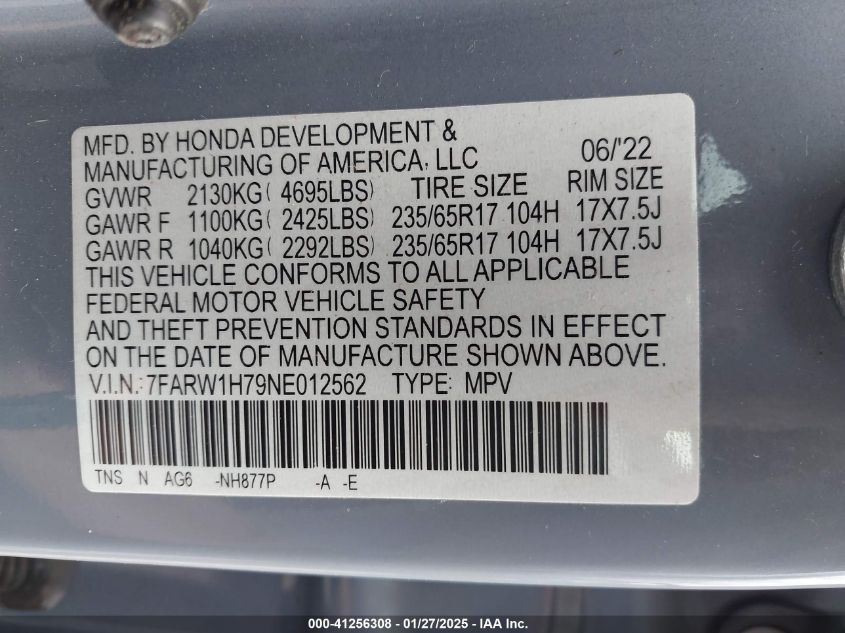 MFD. BY HONDA DEVELOPMENT &
MANUFACTURING OF AMERICA, LLC 06/'22
GVWR 2130KG( 4695LBS) TIRE SIZE RIM SIZE
GAWR F 1100KG( 2425LBS) 235/65R17 104H 17X7.5J
GAWR R 1040KG( 2292LBS) 235/65R17 104H 17X7.5J
THIS VEHICLE CONFORMS TO ALL APPLICABLE
FEDERAL MOTOR VEHICLE SAFETY
AND THEFT PREVENTION STANDARDS IN EFFECT
ON THE DATE OF MANUFACTURE SHOWN ABOVE.
V.I.N.:7FARW1H79NE012562 TYPE: MPV
TNS N AG6 -NH877P -A -E
000-41256308 - 01/27/2025 - IAAI.com